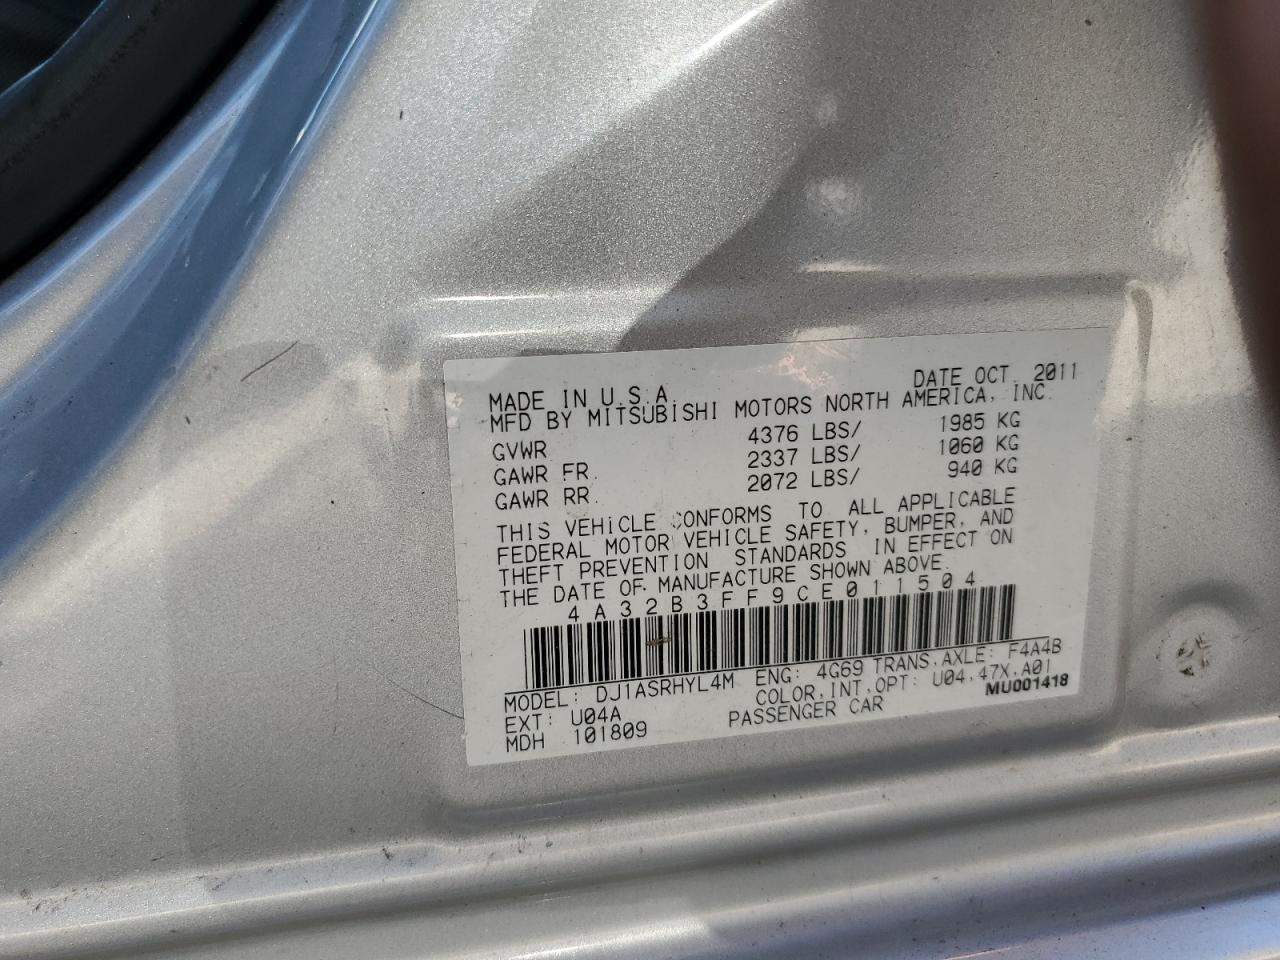 DATE OCT. 2011
MADE IN U.S.A
MFD BY MITSUBISHI MOTORS NORTH AMERICA, INC.
GVWR 4376 LBS/ 1985 KG
GAWR FR. 2337 LBS/ 1060 KG
GAWR RR. 2072 LBS/ 940 KG
THIS VEHICLE CONFORMS TO ALL APPLICABLE
FEDERAL MOTOR VEHICLE SAFETY, BUMPER, AND
THEFT PREVENTION STANDARDS IN EFFECT ON
THE DATE OF MANUFACTURE SHOWN ABOVE.
4A32B3FF9CE011504
MODEL: DJ1ASRHYL4M ENG: 4G69 TRANS,AXLE: F4A4B
EXT: U04A COLOR,INT,OPT: U04,47X,A01
MDH 101809 PASSENGER CAR MU001418